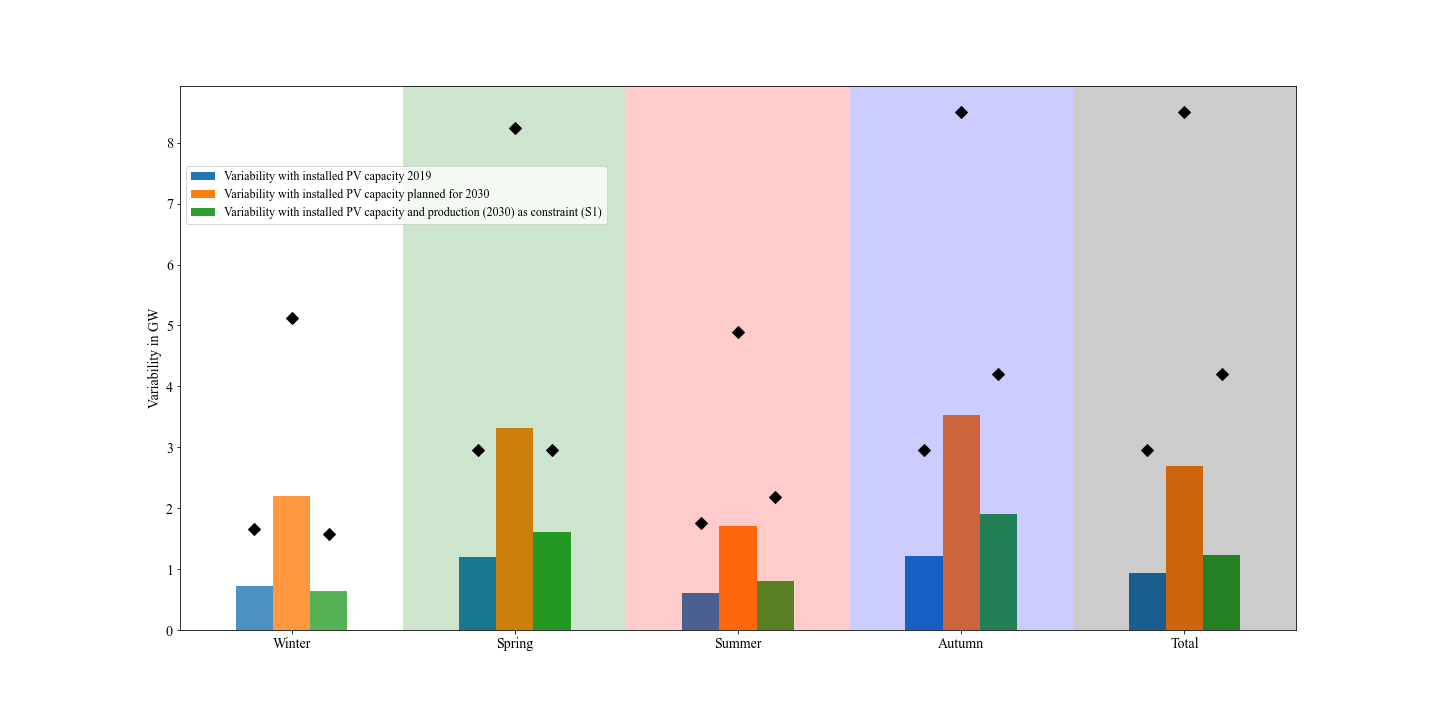 8
7
6
5
4
3
2
1
0
Variability in GW
Variability with installed PV capacity 2019
Variability with installed PV capacity planned for 2030
Variability with installed PV capacity and production (2030) as constraint (S1)
Winter
Spring
Summer
Autumn
Total